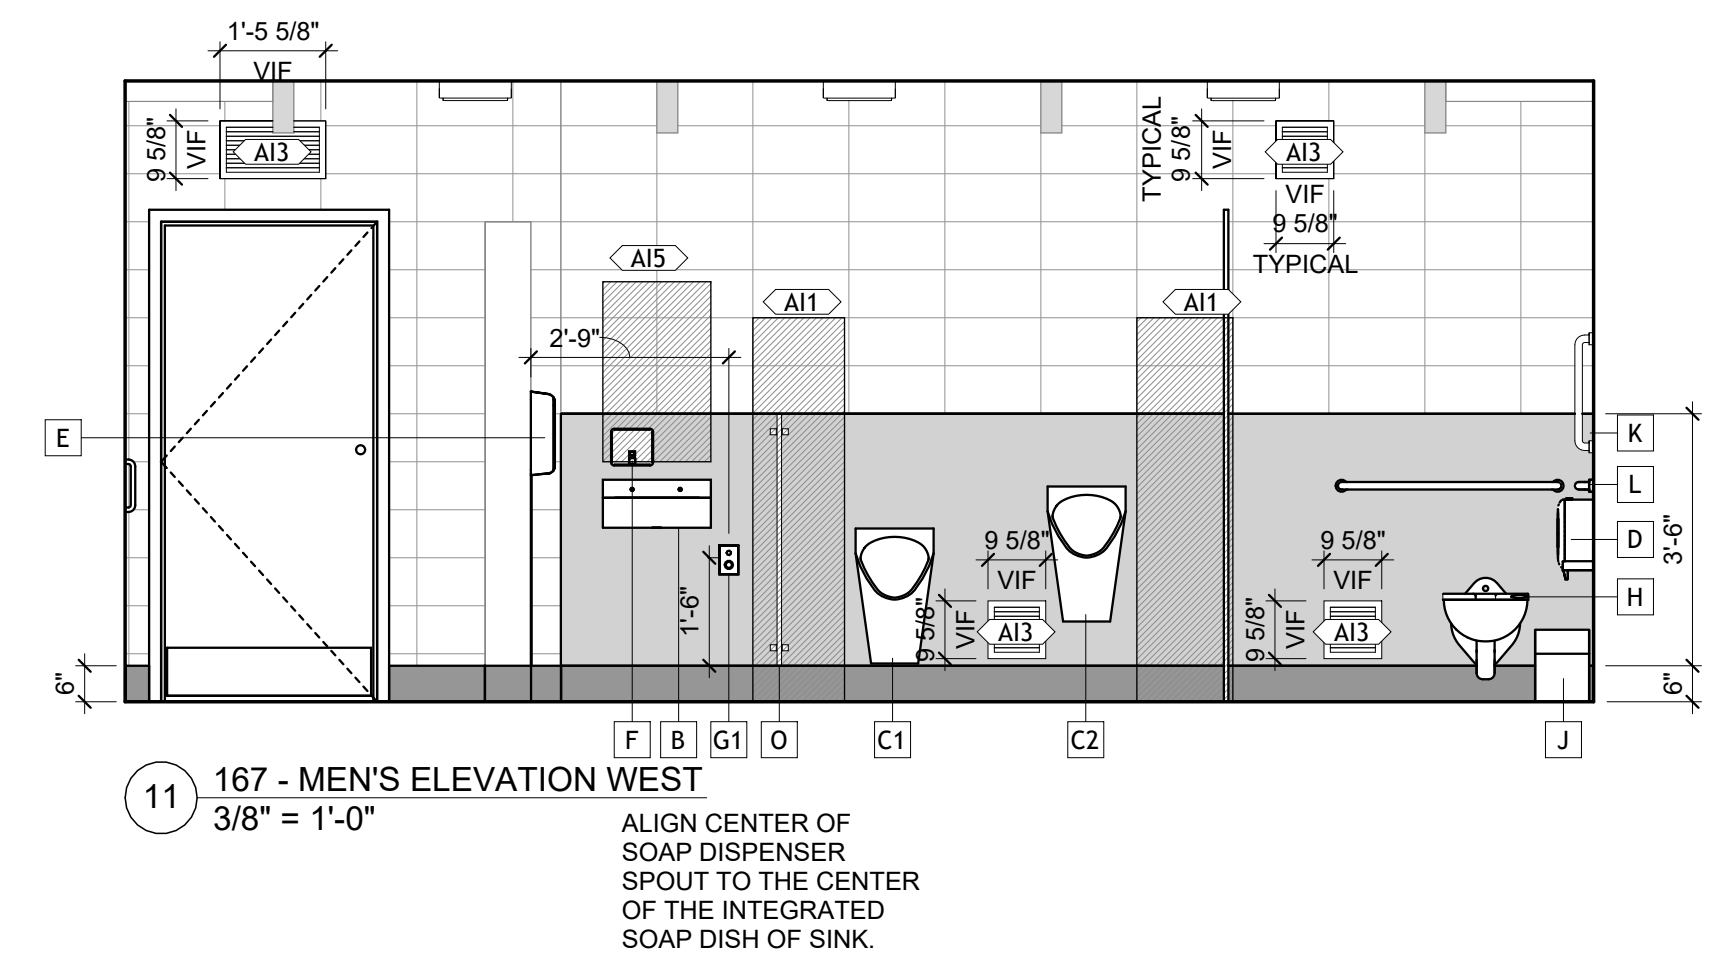 1'-5 5/8"
VIF
9 5/8"
VIF
AI3
TYPICAL
9 5/8"
VIF
AI3
VIF
9 5/8"
TYPICAL
AI5
AI1
AI1
2'-9"
E
K
L
D
H
3'-6"
9 5/8"
VIF
9 5/8"
VIF
AI3
9 5/8"
VIF
9 5/8"
VIF
AI3
1'-6"
6"
6"
F
B
G1
O
C1
C2
J
11
167 - MEN'S ELEVATION WEST
3/8" = 1'-0"
ALIGN CENTER OF
SOAP DISPENSER
SPOUT TO THE CENTER
OF THE INTEGRATED
SOAP DISH OF SINK.